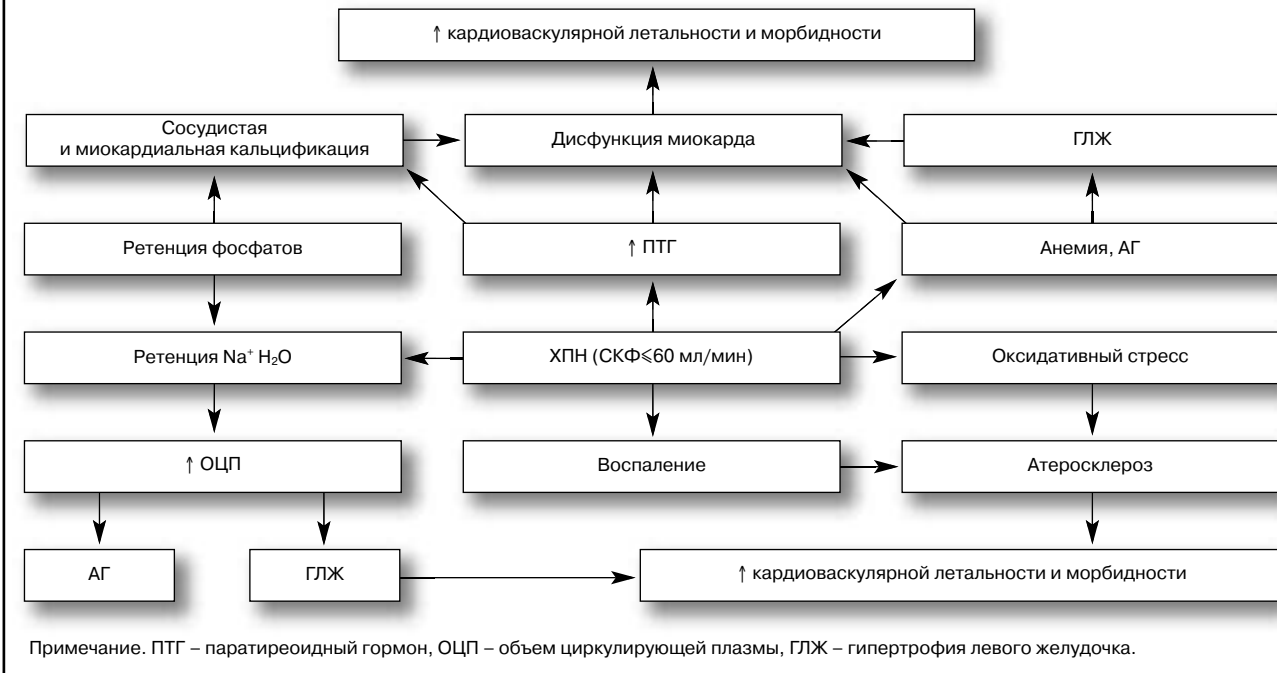 ↑ кардиоваскулярной летальности и морбидности
Сосудистая
и миокардиальная кальцификация
Дисфункция миокарда
ГЛЖ
Ретенция фосфатов
↑ ПТГ
Анемия, АГ
Ретенция Na⁺ H₂O
ХПН (СКФ⩽60 мл/мин)
Оксидативный стресс
↑ ОЦП
Воспаление
Атеросклероз
АГ
ГЛЖ
↑ кардиоваскулярной летальности и морбидности
Примечание. ПТГ – паратиреоидный гормон, ОЦП – объем циркулирующей плазмы, ГЛЖ – гипертрофия левого желудочка.